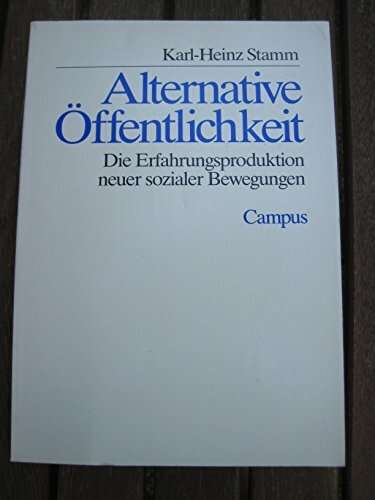 Karl-Heinz Stamm
Alternative
Öffentlichkeit
Die Erfahrungsproduktion
neuer sozialer Bewegungen
Campus